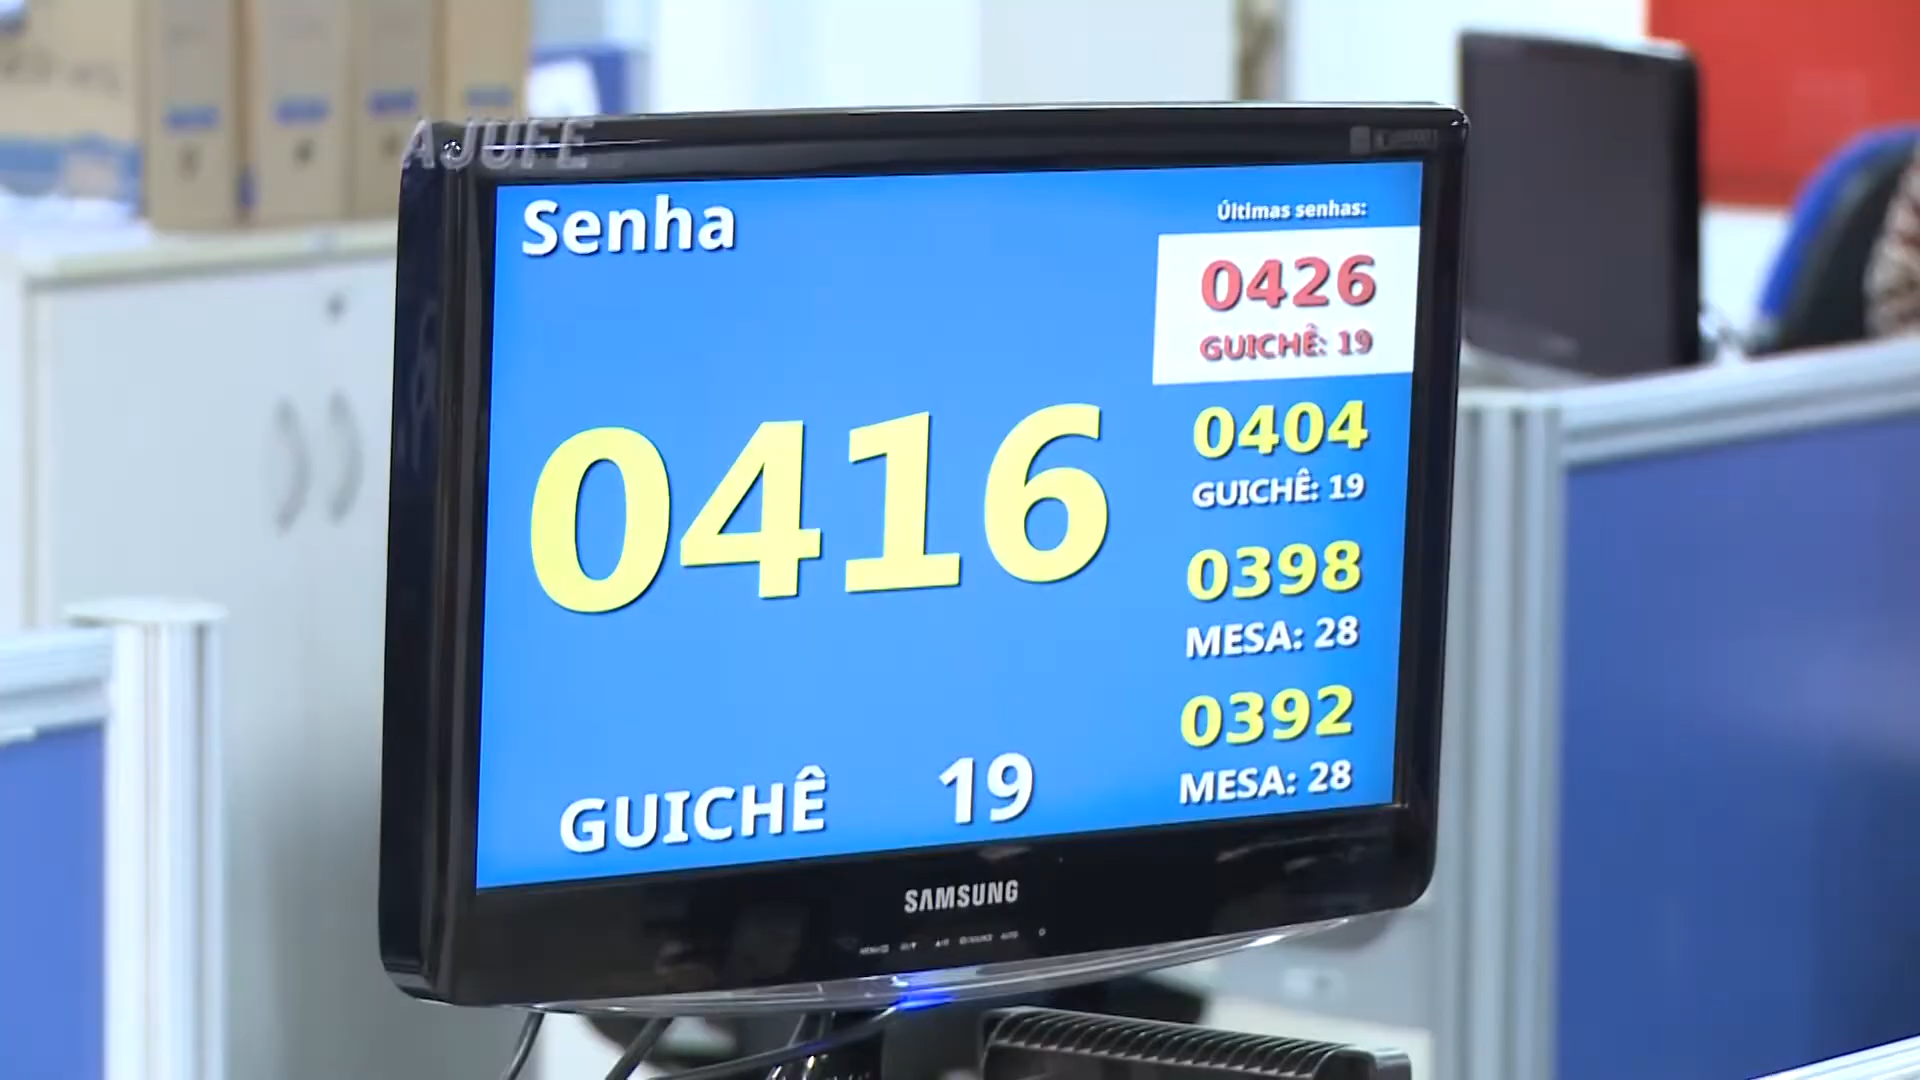 AJUFE
Senha
0416
GUICHÊ 19
Últimas senhas:
0426
GUICHÊ: 19
0404
GUICHÊ: 19
0398
MESA: 28
0392
MESA: 28
SAMSUNG